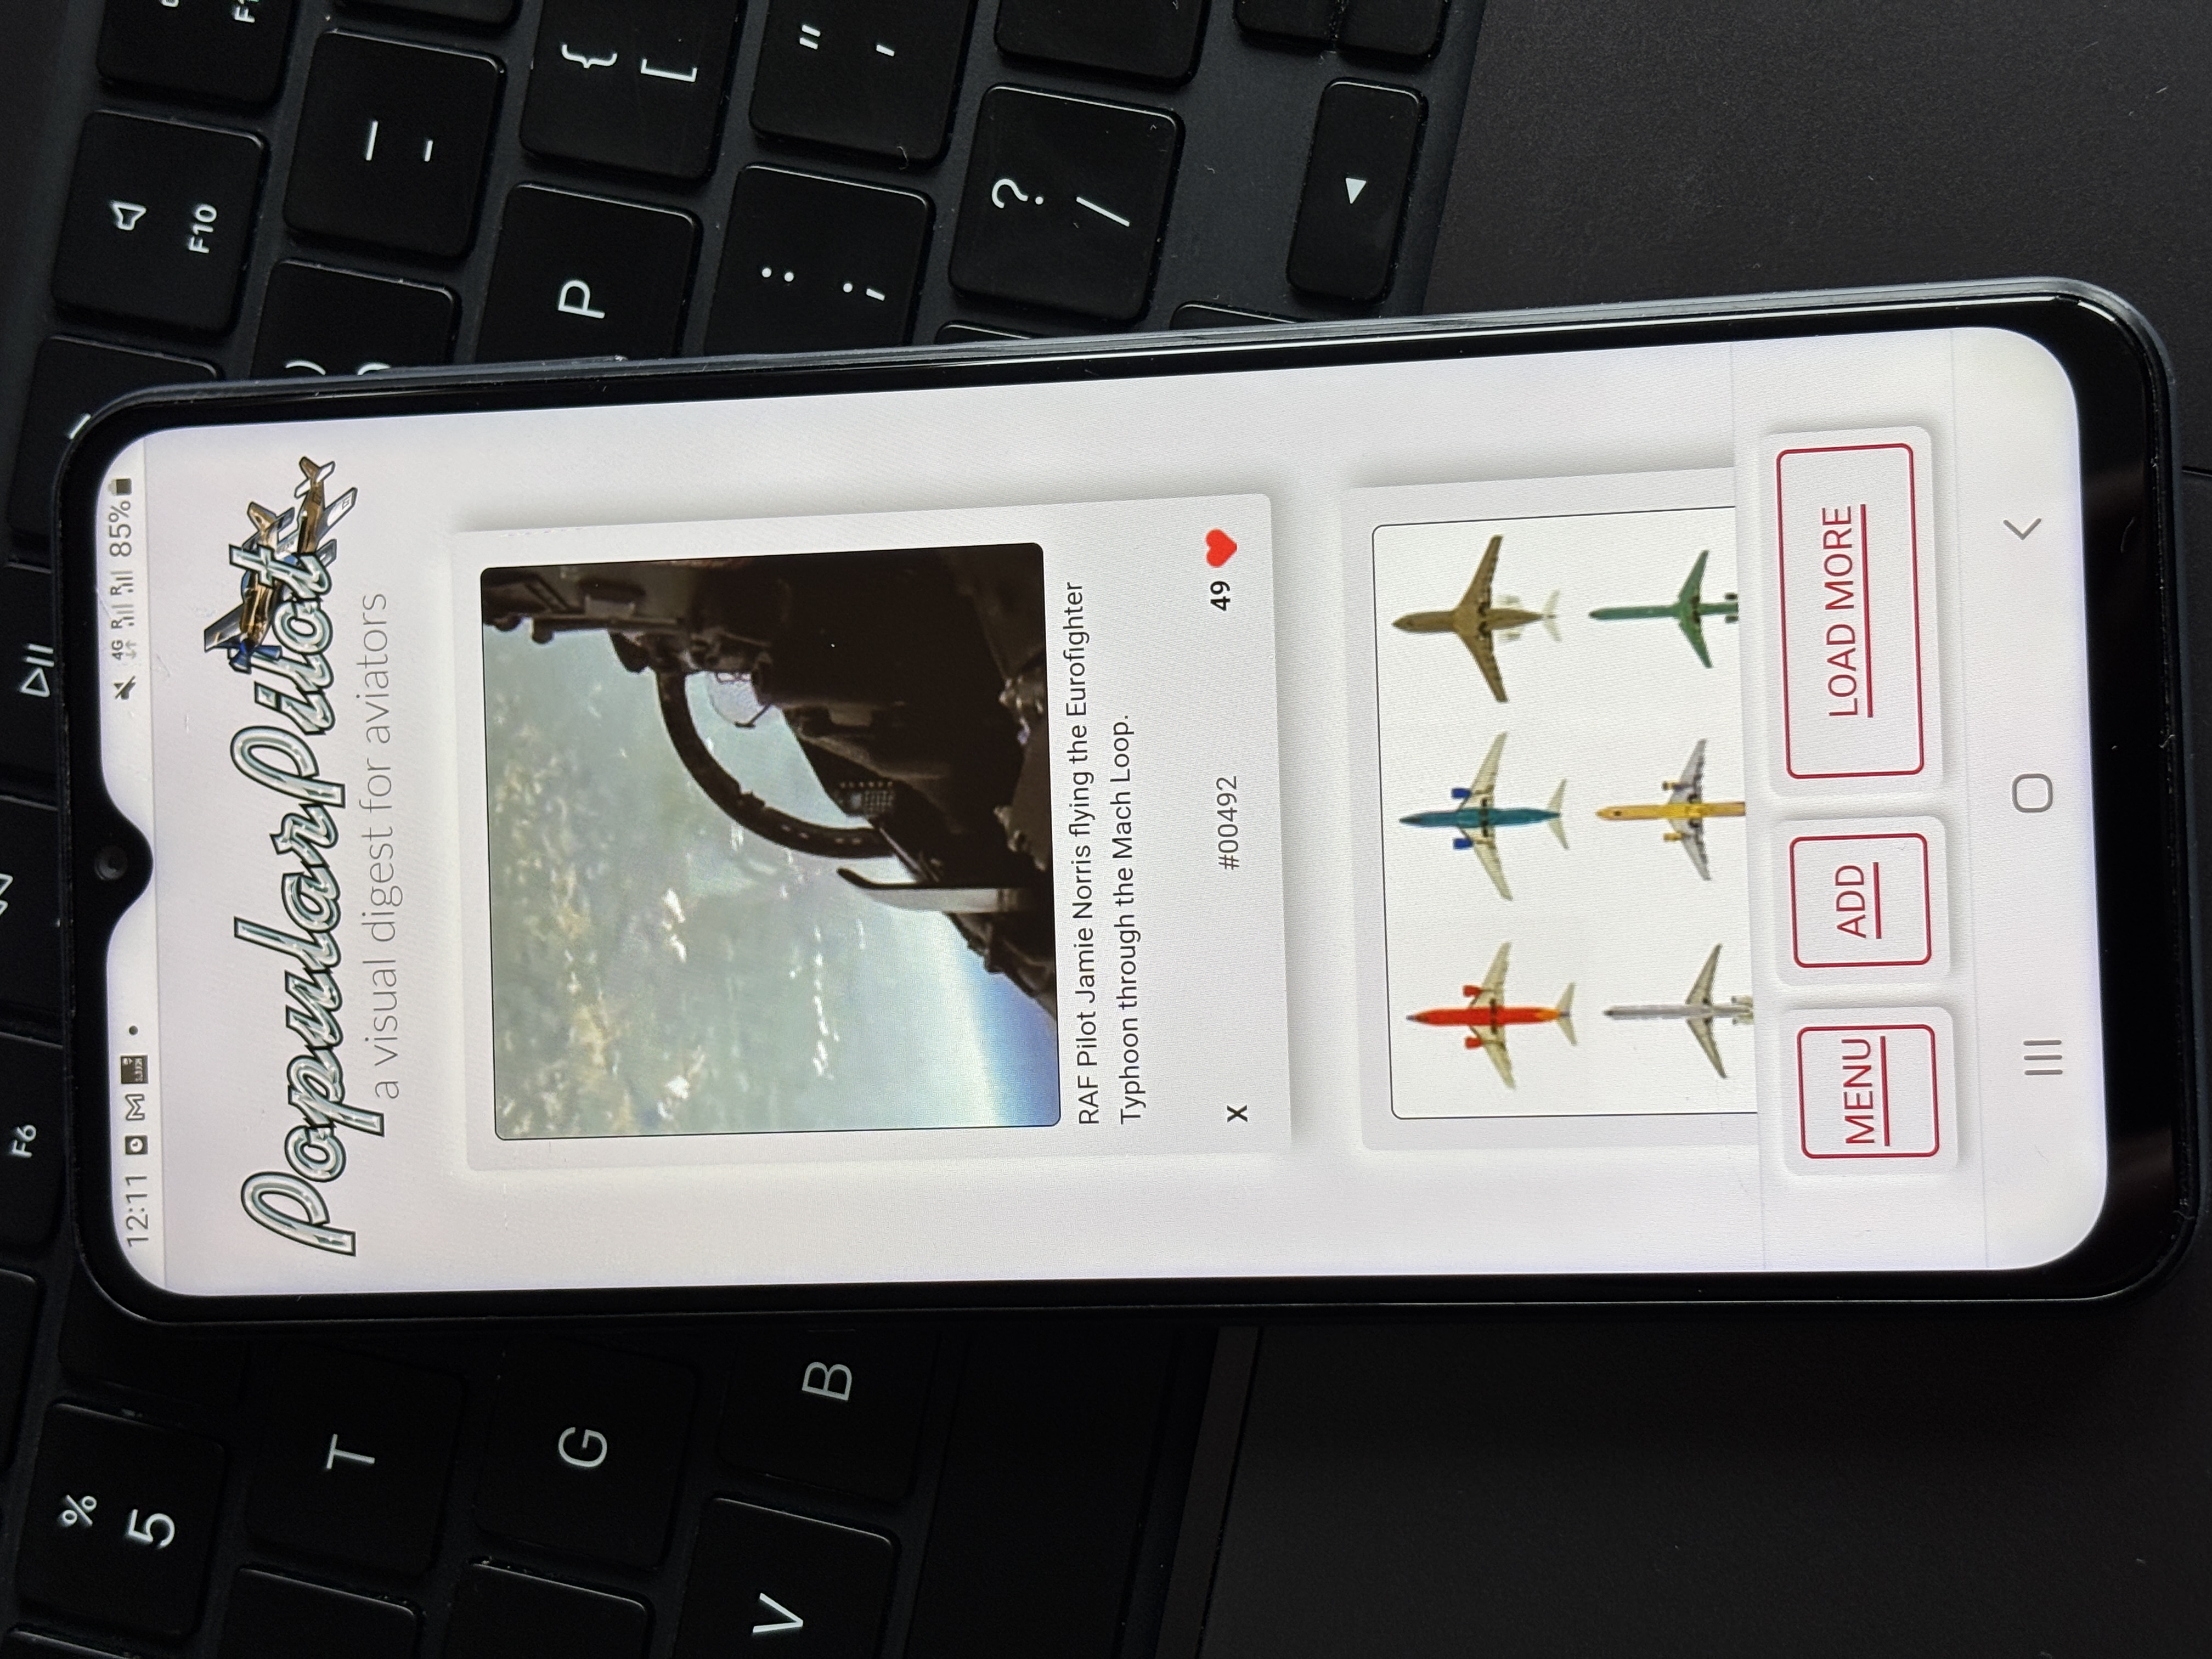 F6
%
5
F10
T
G
P
{
[
V
B
:
;
"
'
?
/
—
-
12:11
4G R R 85%
PopularPilot
a visual digest for aviators
RAF Pilot Jamie Norris flying the Eurofighter
Typhoon through the Mach Loop.
X #00492 49
MENU ADD LOAD MORE